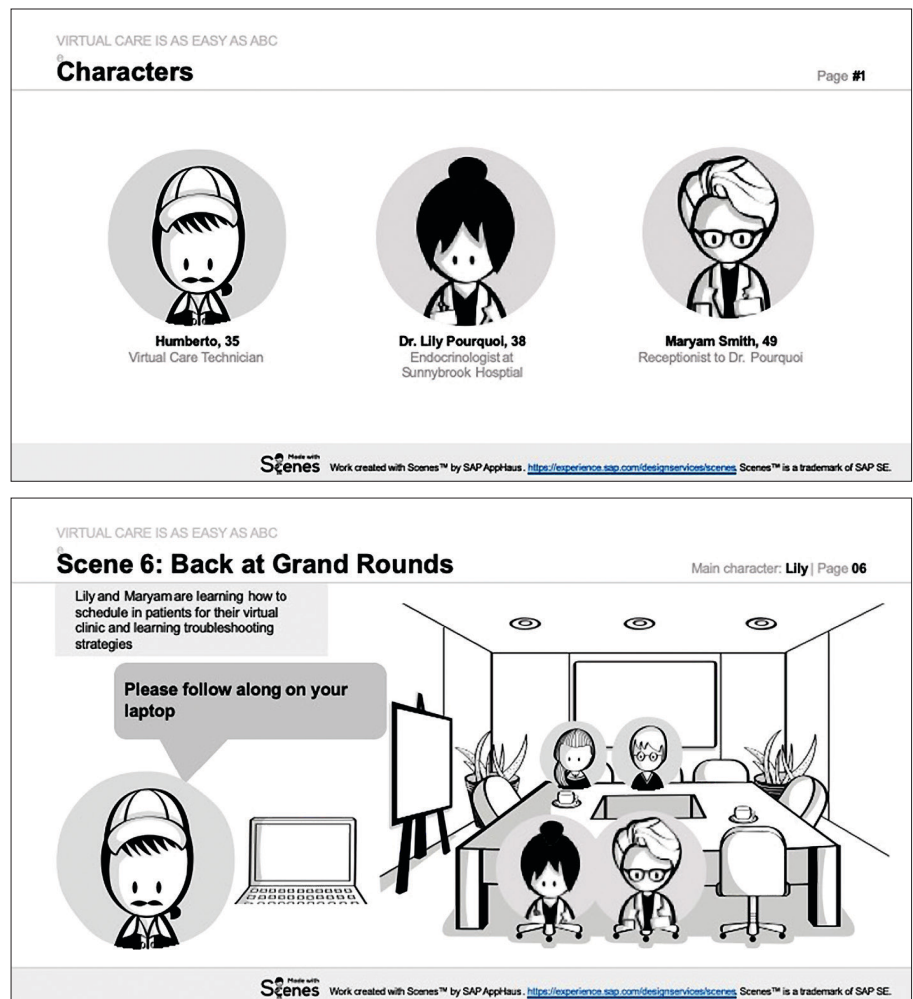 VIRTUAL CARE IS AS EASY AS ABC
e
Characters
Page #1
Humberto, 35
Virtual Care Technician
Dr. Lily Pourquoi, 38
Endocrinologist at
Sunnybrook Hosptial
Maryam Smith, 49
Receptionist to Dr. Pourquoi
Made with
Scenes
Work created with Scenes™ by SAP AppHaus. https://experience.sap.com/designservices/scenes Scenes™ is a trademark of SAP SE.
VIRTUAL CARE IS AS EASY AS ABC
e
Scene 6: Back at Grand Rounds
Main character: Lily | Page 06
Lily and Maryam are learning how to
schedule in patients for their virtual
clinic and learning troubleshooting
strategies
Please follow along on your
laptop
Made with
Scenes
Work created with Scenes™ by SAP AppHaus. https://experience.sap.com/designservices/scenes Scenes™ is a trademark of SAP SE.